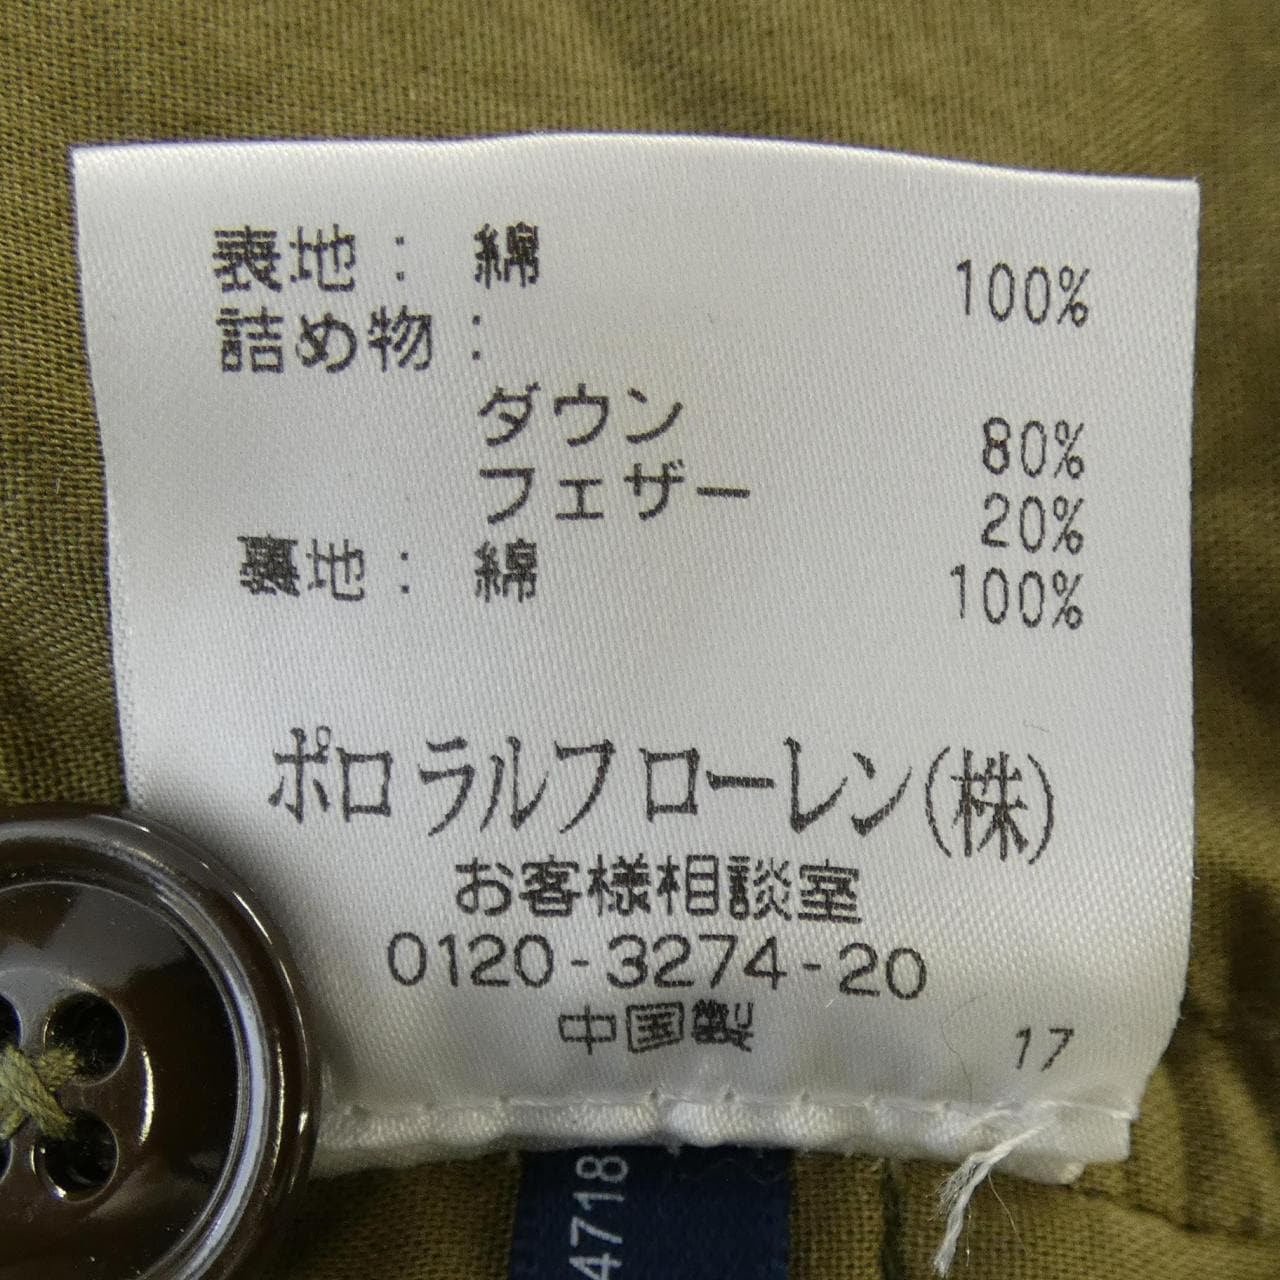 表地： 綿 100%
詰め物：
ダウン 80%
フェザー 20%
裏地： 綿 100%
ポロ ラルフ ローレン(株)
お客様相談室
0120-3274-20
中国製
17
4718